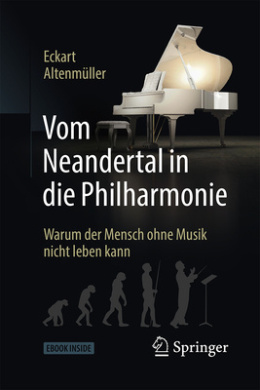 Eckart
Altenmüller
Vom
Neandertal in
die Philharmonie
Warum der Mensch ohne Musik
nicht leben kann
EBOOK INSIDE
Springer